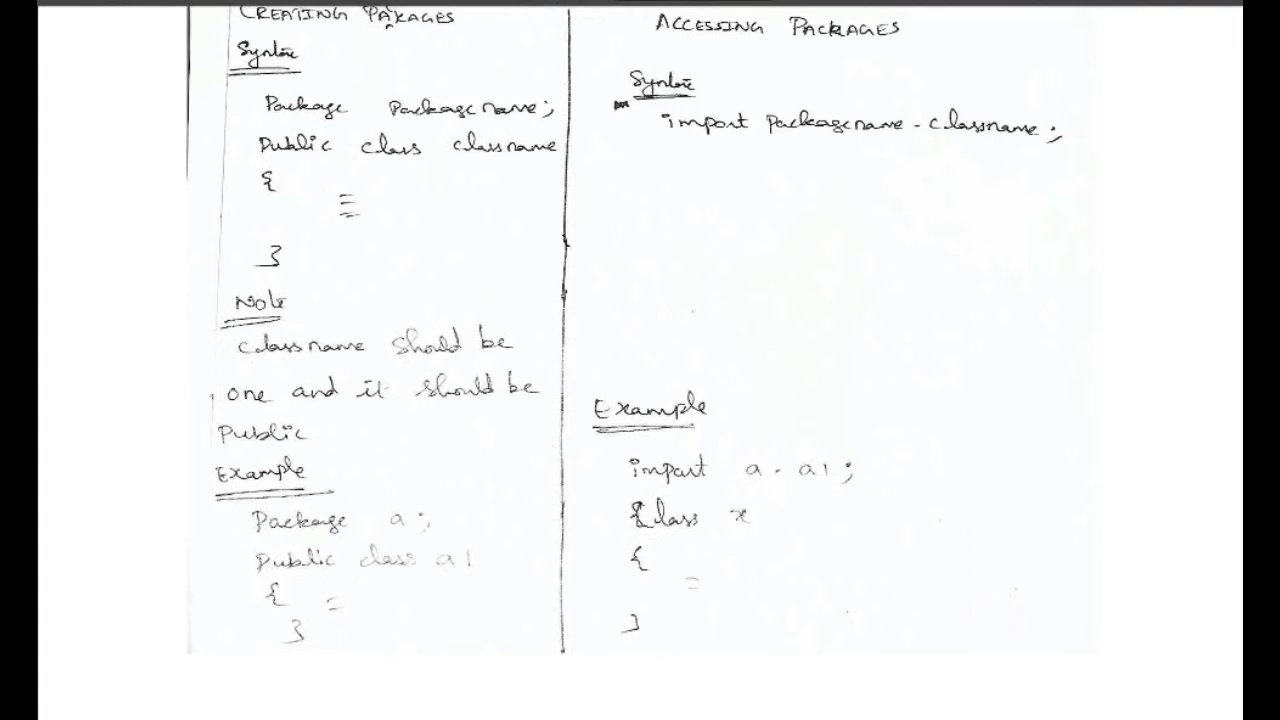 CREATING PACKAGES
Syntax
Package Packagename;
Public class classname
{
}
Note
Classname should be
one and it should be
Public
Example
Package a;
Public class a1
{
}
ACCESSING PACKAGES
Syntax
import packagename.classname;
Example
import a.a1;
Class x
{
}